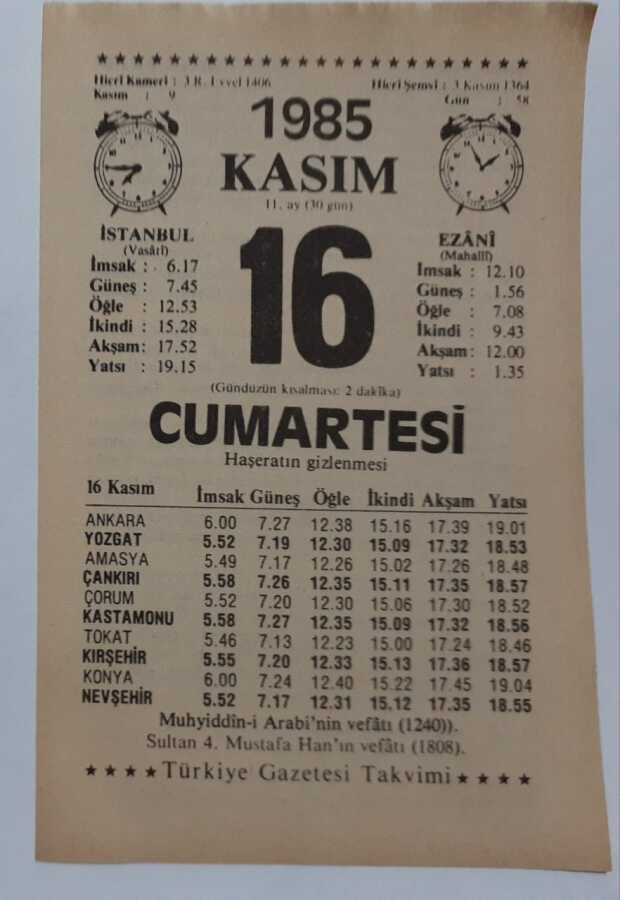 Hicrî Kamerî : 3 R. Evvel 1406
Hicrî Şemsî : 3 Kasım 1364
Kasım : 9
Gün : 58
1985
KASIM
11. ay (30 gün)
16
İSTANBUL
(Vasâtî)
İmsak : 6.17
Güneş : 7.45
Öğle : 12.53
İkindi : 15.28
Akşam: 17.52
Yatsı : 19.15
EZÂNÎ
(Mahallî)
İmsak : 12.10
Güneş : 1.56
Öğle : 7.08
İkindi : 9.43
Akşam: 12.00
Yatsı : 1.35
(Gündüzün kısalması: 2 dakîka)
CUMARTESİ
Haşeratın gizlenmesi
16 Kasım İmsak Güneş Öğle İkindi Akşam Yatsı
ANKARA 6.00 7.27 12.38 15.16 17.39 19.01
YOZGAT 5.52 7.19 12.30 15.09 17.32 18.53
AMASYA 5.49 7.17 12.26 15.02 17.26 18.48
ÇANKIRI 5.58 7.26 12.35 15.11 17.35 18.57
ÇORUM 5.52 7.20 12.30 15.06 17.30 18.52
KASTAMONU 5.58 7.27 12.35 15.09 17.32 18.56
TOKAT 5.46 7.13 12.23 15.00 17.24 18.46
KIRŞEHİR 5.55 7.20 12.33 15.13 17.36 18.57
KONYA 6.00 7.24 12.40 15.22 17.45 19.04
NEVŞEHİR 5.52 7.17 12.31 15.12 17.35 18.55
Muhyiddîn-i Arabi'nin vefâtı (1240)).
Sultan 4. Mustafa Han'ın vefâtı (1808).
★ ★ ★ ★ Türkiye Gazetesi Takvimi ★ ★ ★ ★